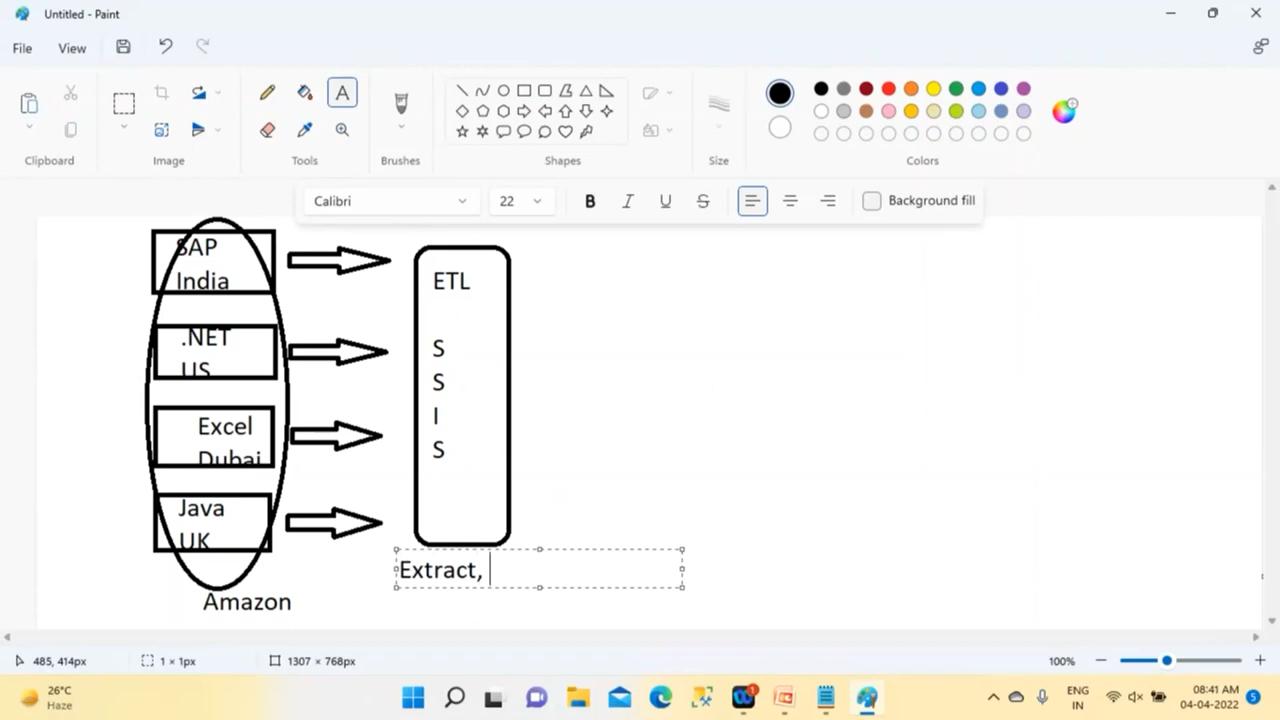 Untitled - Paint
File View
Clipboard
Image
Tools
Brushes
Shapes
Size
Colors
A
Calibri
22
B I U S
Background fill
SAP
India
.NET
US
Excel
Dubai
Java
UK
Amazon
ETL
S
S
I
S
Extract,
485, 414px
1 × 1px
1307 × 768px
100%
26°C
Haze
1
ENG
IN
08:41 AM
04-04-2022
5